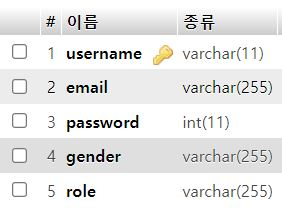 # 이름 종류
1 username varchar(11)
2 email varchar(255)
3 password int(11)
4 gender varchar(255)
5 role varchar(255)